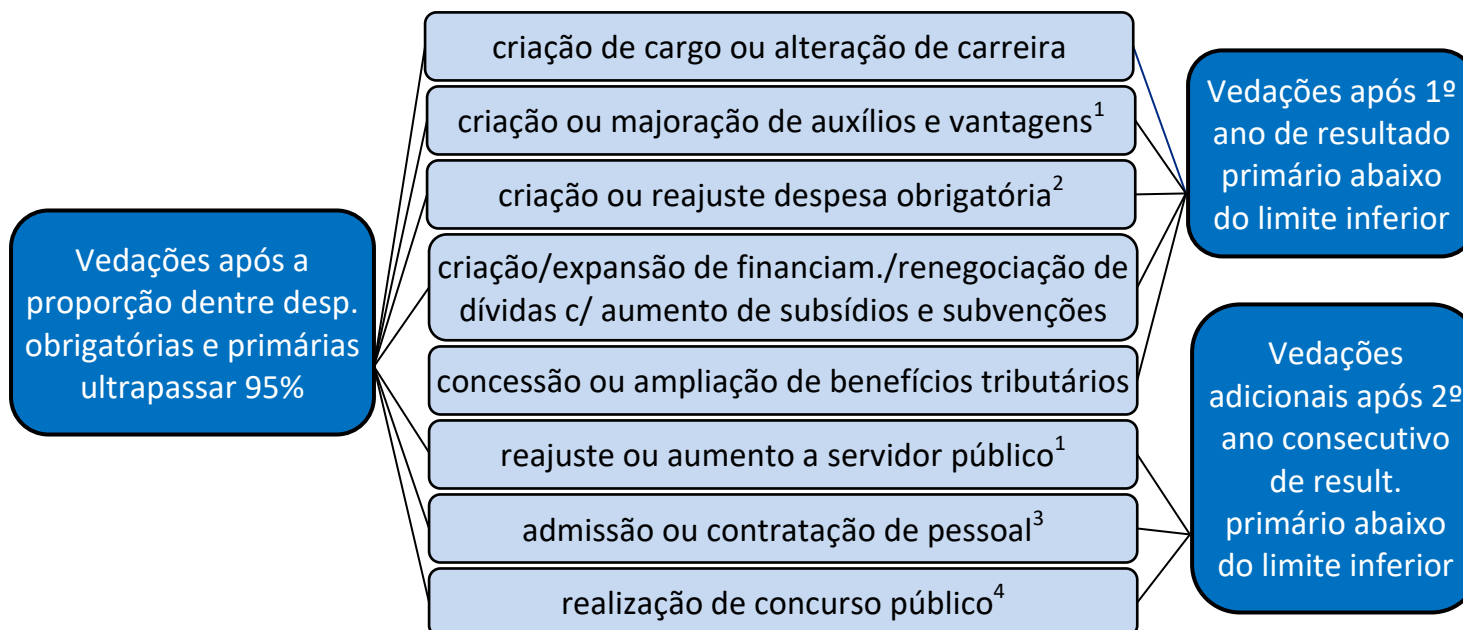 Vedações após a
proporção dentre desp.
obrigatórias e primárias
ultrapassar 95%
criação de cargo ou alteração de carreira
criação ou majoração de auxílios e vantagens¹
criação ou reajuste despesa obrigatória²
criação/expansão de financiam./renegociação de
dívidas c/ aumento de subsídios e subvenções
concessão ou ampliação de benefícios tributários
reajuste ou aumento a servidor público¹
admissão ou contratação de pessoal³
realização de concurso público⁴
Vedações após 1º
ano de resultado
primário abaixo
do limite inferior
Vedações
adicionais após 2º
ano consecutivo
de result.
primário abaixo
do limite inferior